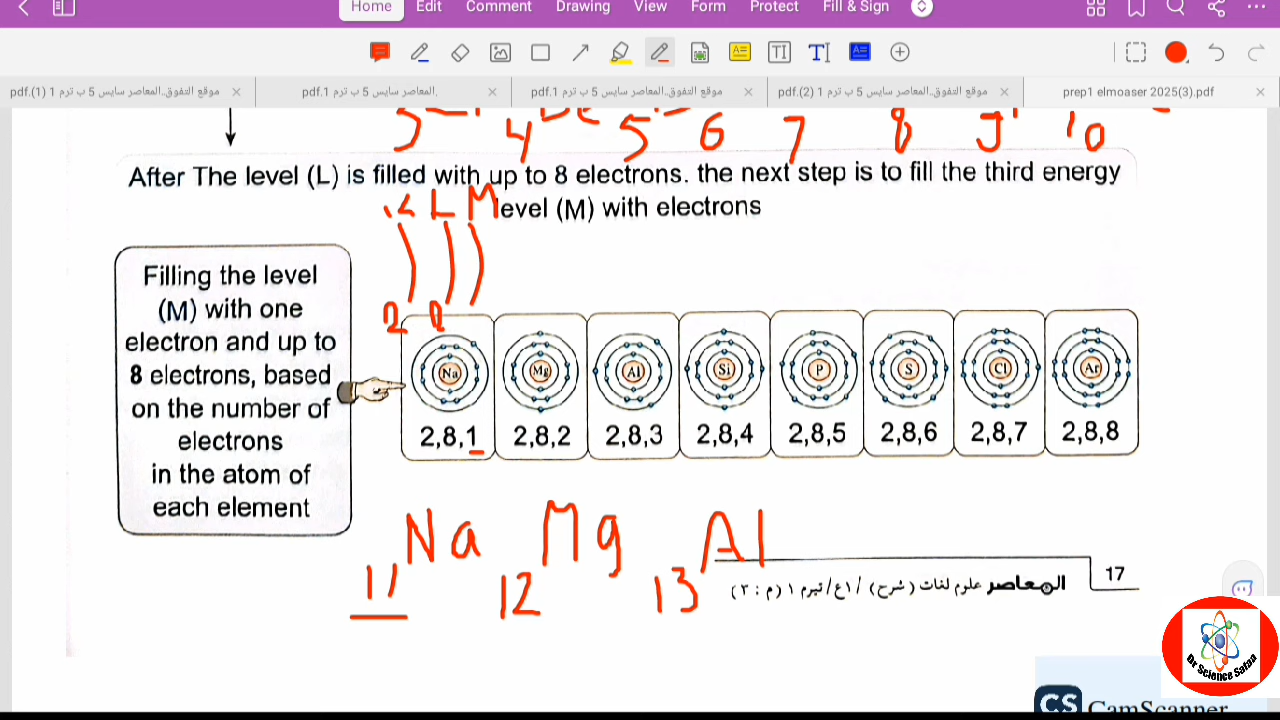 Home Edit Comment Drawing View Form Protect Fill & Sign
موقع التفوق.المعاصر سايس 5 ب ترم 1 (1).pdf
المعاصر سايس 5 ب ترم 1.pdf.
موقع التفوق.المعاصر سايس 5 ب ترم 1.pdf
موقع التفوق.المعاصر سايس 5 ب ترم 1 (2).pdf
prep1 elmoaser 2025(3).pdf
4 5 6 7 8 9 10
After The level (L) is filled with up to 8 electrons. the next step is to fill the third energy
level (M) with electrons
K L M
Filling the level
(M) with one
electron and up to
8 electrons, based
on the number of
electrons
in the atom of
each element
2
Na Mg Al Si P S Cl Ar
2,8,1 2,8,2 2,8,3 2,8,4 2,8,5 2,8,6 2,8,7 2,8,8
11 Na 12 Mg 13 Al
المعاصر علوم لغات (شرح) / ١ع / تيرم ١ (م : ٣) 17
Dr Science Safaa
CS CamScanner